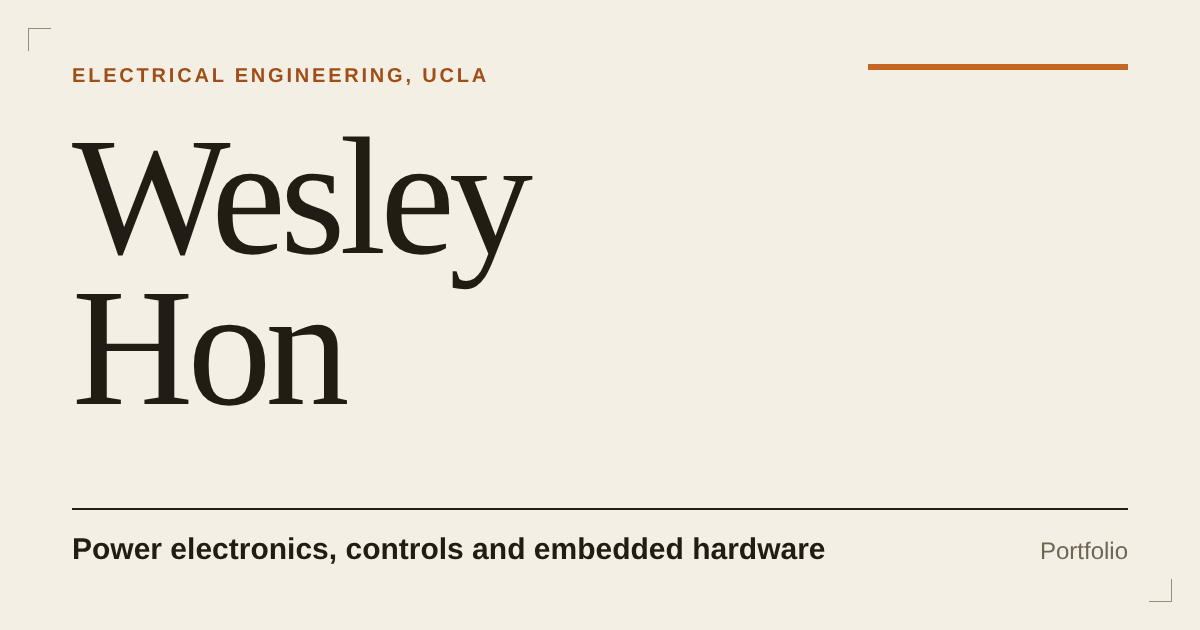 ELECTRICAL ENGINEERING, UCLA
Wesley
Hon
Power electronics, controls and embedded hardware
Portfolio